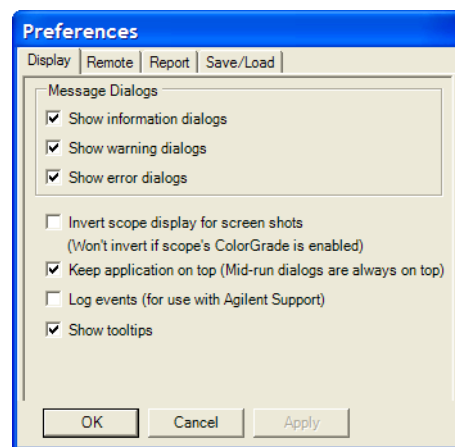 Preferences
Display Remote Report Save/Load
Message Dialogs
Show information dialogs
Show warning dialogs
Show error dialogs
Invert scope display for screen shots
(Won't invert if scope's ColorGrade is enabled)
Keep application on top (Mid-run dialogs are always on top)
Log events (for use with Agilent Support)
Show tooltips
OK Cancel Apply